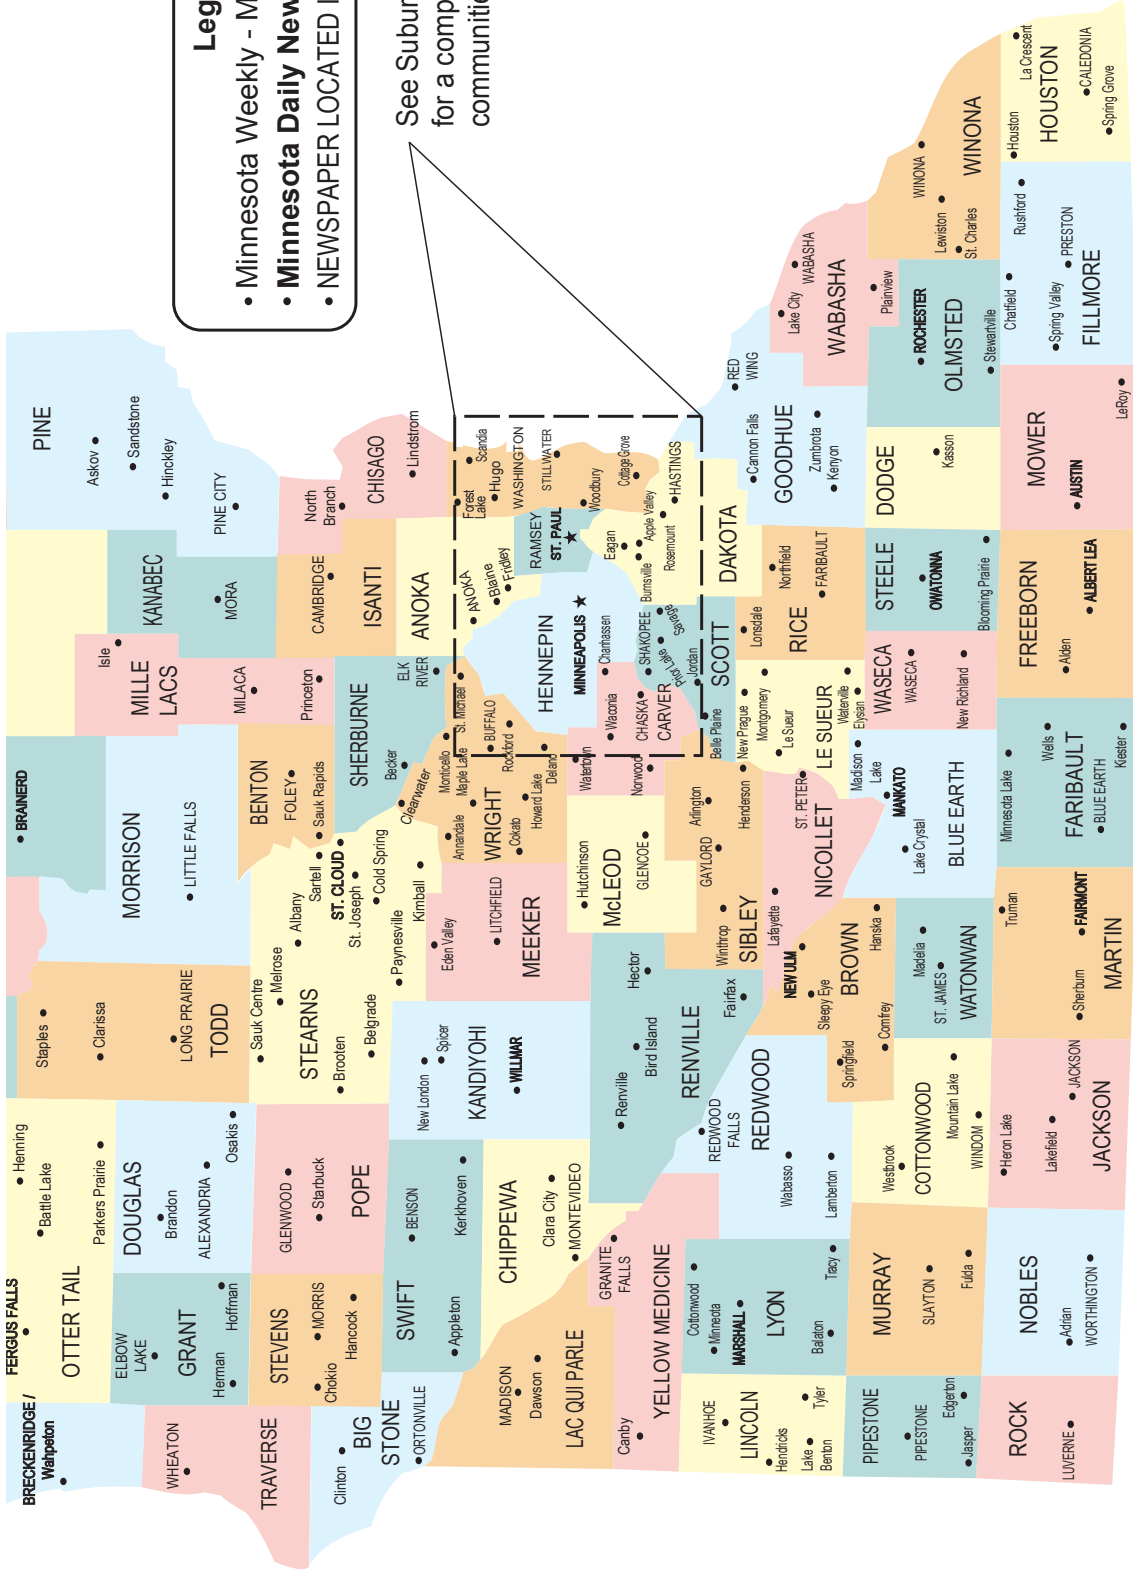 Leg
• Minnesota Weekly - M
• Minnesota Daily New
• NEWSPAPER LOCATED I
See Subur
for a comp
communitie
BRECKENRIDGE /
Wahpeton
FERGUS FALLS
Battle Lake
Henning
OTTER TAIL
Parkers Prairie
Staples
Clarissa
LONG PRAIRIE
TODD
BRAINERD
MORRISON
LITTLE FALLS
Isle
MILLE
LACS
MILACA
Princeton
KANABEC
MORA
PINE
Askov
Sandstone
Hinckley
PINE CITY
WHEATON
TRAVERSE
ELBOW
LAKE
GRANT
Herman
Hoffman
DOUGLAS
Brandon
ALEXANDRIA
Osakis
BENTON
FOLEY
Sauk Rapids
SHERBURNE
Becker
ELK
RIVER
CAMBRIDGE
ISANTI
North
Branch
CHISAGO
Lindstrom
Clinton
BIG
STONE
ORTONVILLE
STEVENS
MORRIS
Chokio
Hancock
GLENWOOD
Starbuck
POPE
Sauk Centre
Melrose
Albany
STEARNS
Sartell
ST. CLOUD
St. Joseph
Cold Spring
Brooten
Belgrade
Paynesville
Kimball
Clearwater
SWIFT
BENSON
Appleton
Kerkhoven
New London
Spicer
KANDIYOHI
WILLMAR
Eden Valley
LITCHFIELD
MEEKER
Annandale
Maple Lake
Monticello
St. Michael
BUFFALO
WRIGHT
Cokato
Howard Lake
Rockford
Delano
ANOKA
ANOKA
Blaine
Fridley
Forest
Lake
Scandia
Hugo
WASHINGTON
STILLWATER
Woodbury
Cottage Grove
RAMSEY
ST. PAUL
HENNEPIN
MINNEAPOLIS
MADISON
Dawson
LAC QUI PARLE
CHIPPEWA
Clara City
MONTEVIDEO
GRANITE
FALLS
Canby
YELLOW MEDICINE
Renville
Bird Island
Hector
RENVILLE
Fairfax
Hutchinson
McLEOD
GLENCOE
Watertown
Norwood
Waconia
Chanhassen
CHASKA
CARVER
SHAKOPEE
Prior Lake
Savage
Jordan
SCOTT
Belle Plaine
Eagan
Burnsville
Apple Valley
Rosemount
HASTINGS
DAKOTA
IVANHOE
LINCOLN
Hendricks
Lake
Benton
Tyler
Cottonwood
Minneota
MARSHALL
LYON
Balaton
Tracy
REDWOOD
FALLS
REDWOOD
Wabasso
Lamberton
Winthrop
GAYLORD
Arlington
SIBLEY
Henderson
Lafayette
NICOLLET
ST. PETER
NEW ULM
Sleepy Eye
BROWN
Springfield
Comfrey
Hanska
New Prague
Montgomery
Le Sueur
LE SUEUR
Waterville
Elysian
Lonsdale
Northfield
RICE
FARIBAULT
Cannon Falls
RED
WING
GOODHUE
Zumbrota
Kenyon
Lake City
WABASHA
WABASHA
Plainview
PIPESTONE
PIPESTONE
Edgerton
Jasper
MURRAY
SLAYTON
Fulda
Westbrook
COTTONWOOD
Mountain Lake
WINDOM
Madelia
ST. JAMES
WATONWAN
Madison
Lake
MANKATO
Lake Crystal
BLUE EARTH
WASECA
WASECA
New Richland
STEELE
OWATONNA
Blooming Prairie
DODGE
Kasson
ROCHESTER
OLMSTED
Stewartville
WINONA
WINONA
Lewiston
St. Charles
ROCK
LUVERNE
NOBLES
Adrian
WORTHINGTON
Heron Lake
Lakefield
JACKSON
JACKSON
Truman
FAIRMONT
Sherburn
MARTIN
Minnesota Lake
Wells
FARIBAULT
BLUE EARTH
Kiester
FREEBORN
ALBERT LEA
Alden
MOWER
AUSTIN
LeRoy
Chatfield
Spring Valley
Rushford
PRESTON
FILLMORE
Houston
La Crescent
HOUSTON
CALEDONIA
Spring Grove